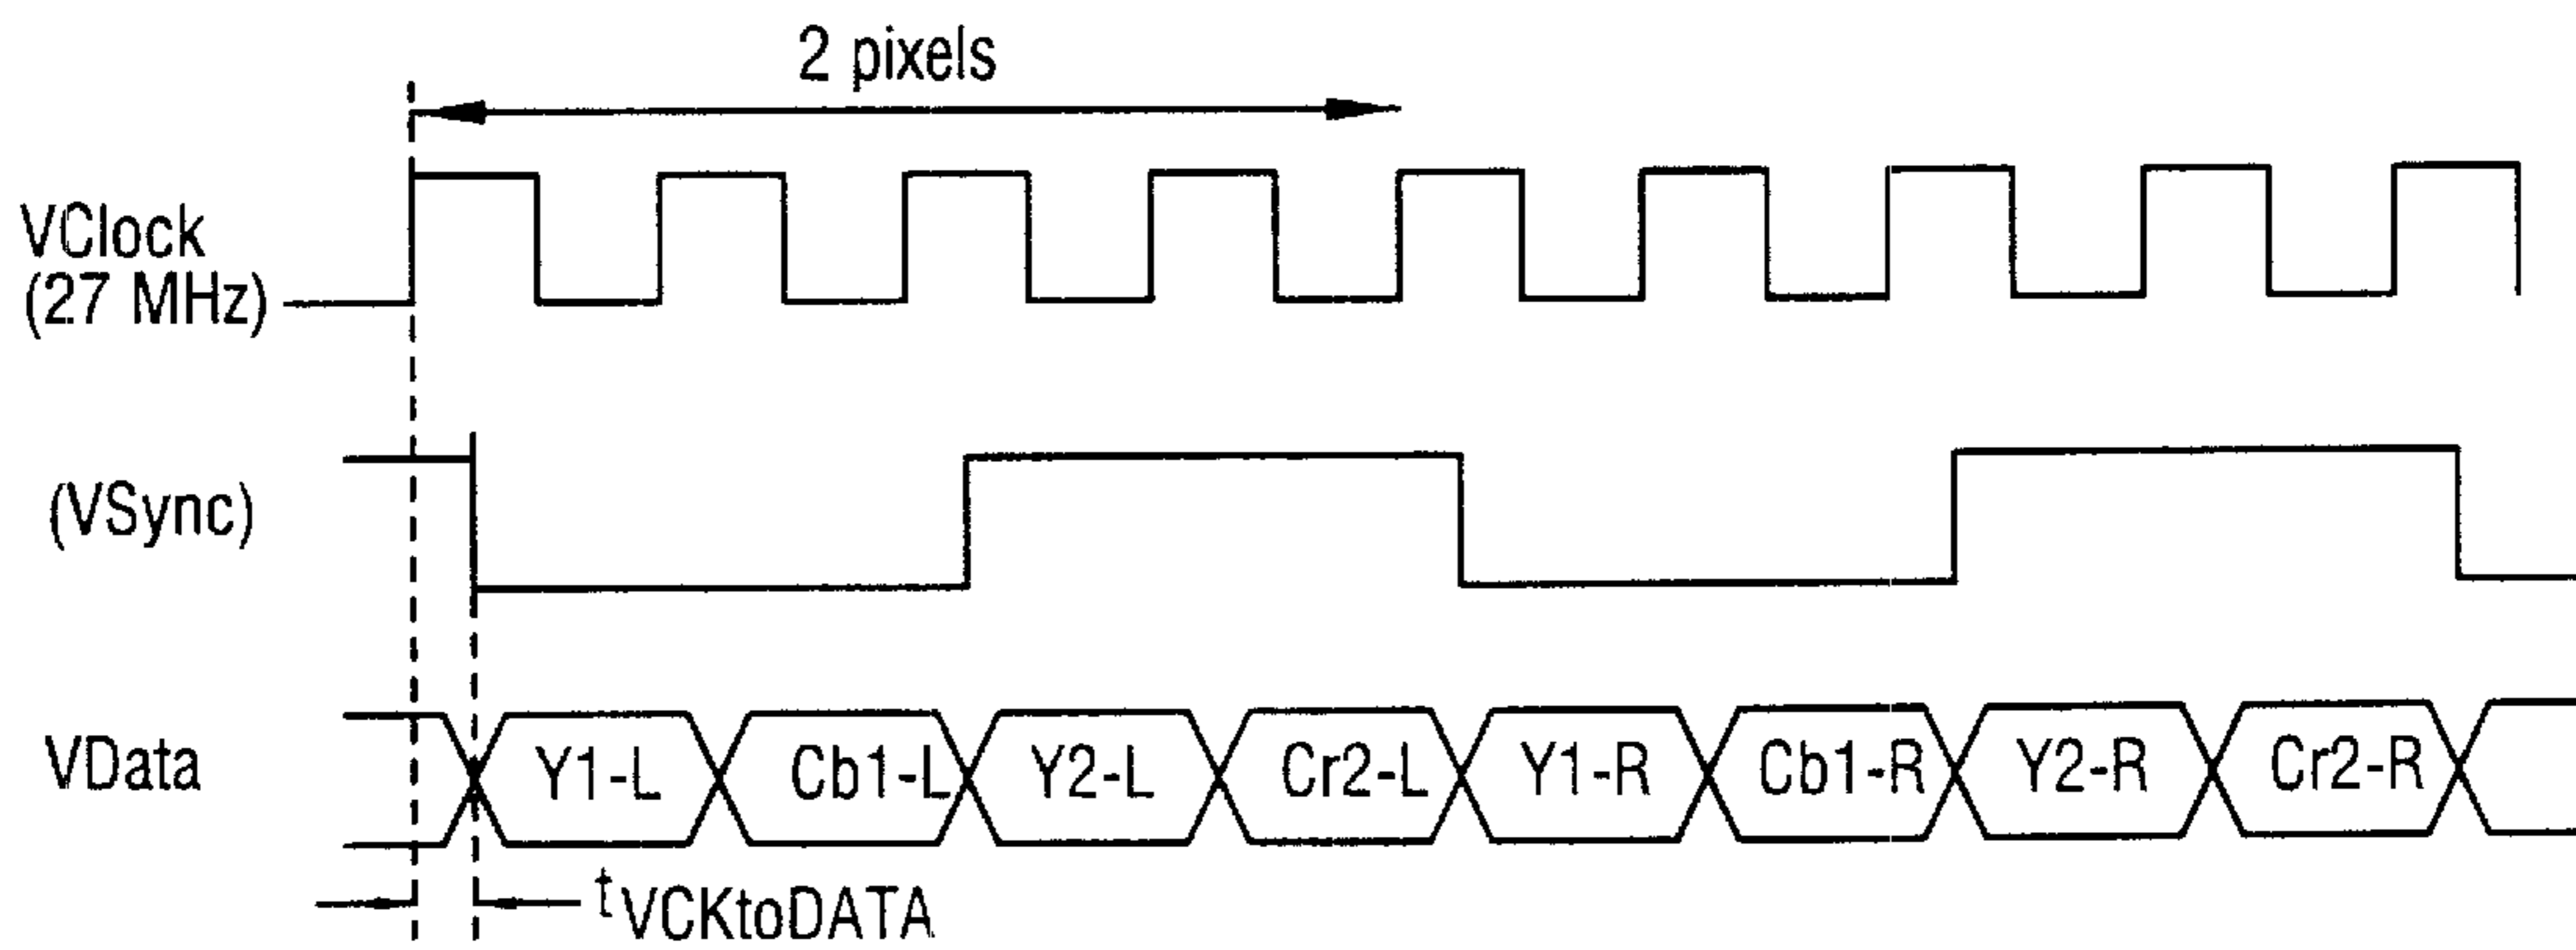 2 pixels
VClock
(27 MHz)
(VSync)
VData
Y1-L Cb1-L Y2-L Cr2-L Y1-R Cb1-R Y2-R Cr2-R
tVCKtoDATA